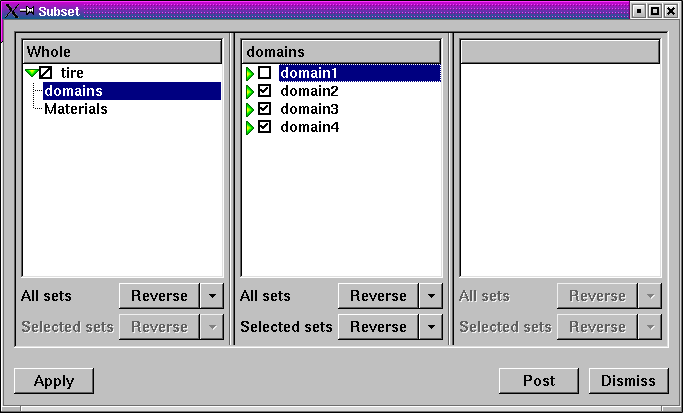 Subset
Whole
tire
domains
Materials
All sets Reverse
Selected sets Reverse
domains
domain1
domain2
domain3
domain4
All sets Reverse
Selected sets Reverse
All sets Reverse
Selected sets Reverse
Apply
Post
Dismiss